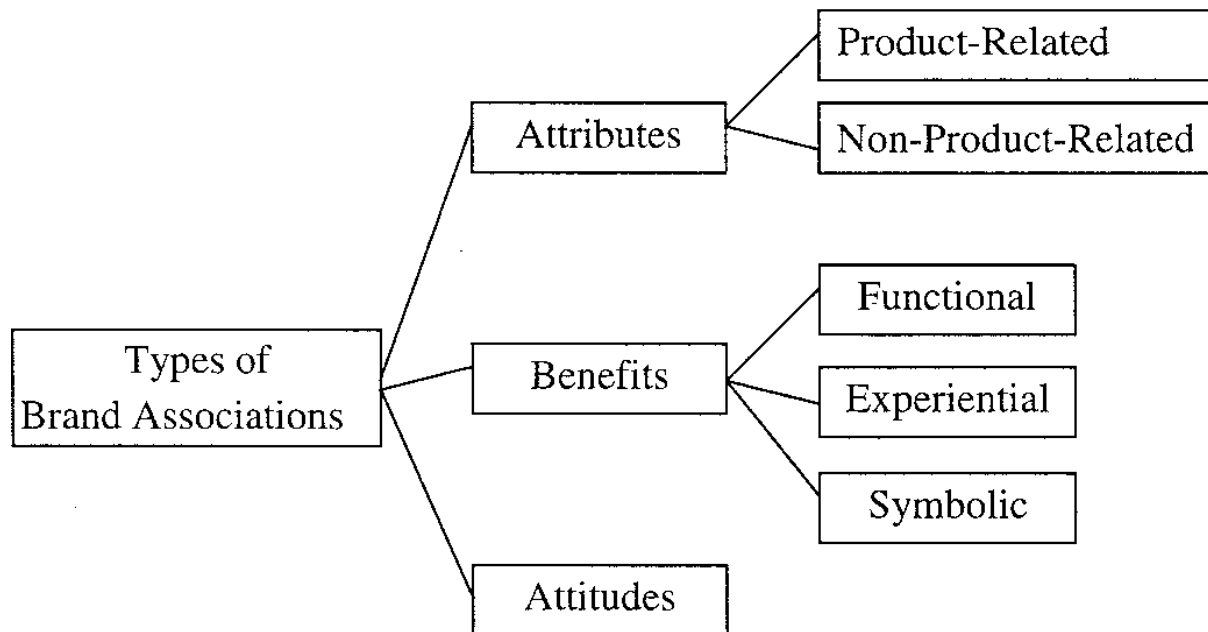 Product-Related
Attributes
Non-Product-Related
Functional
Types of
Brand Associations
Benefits
Experiential
Symbolic
Attitudes